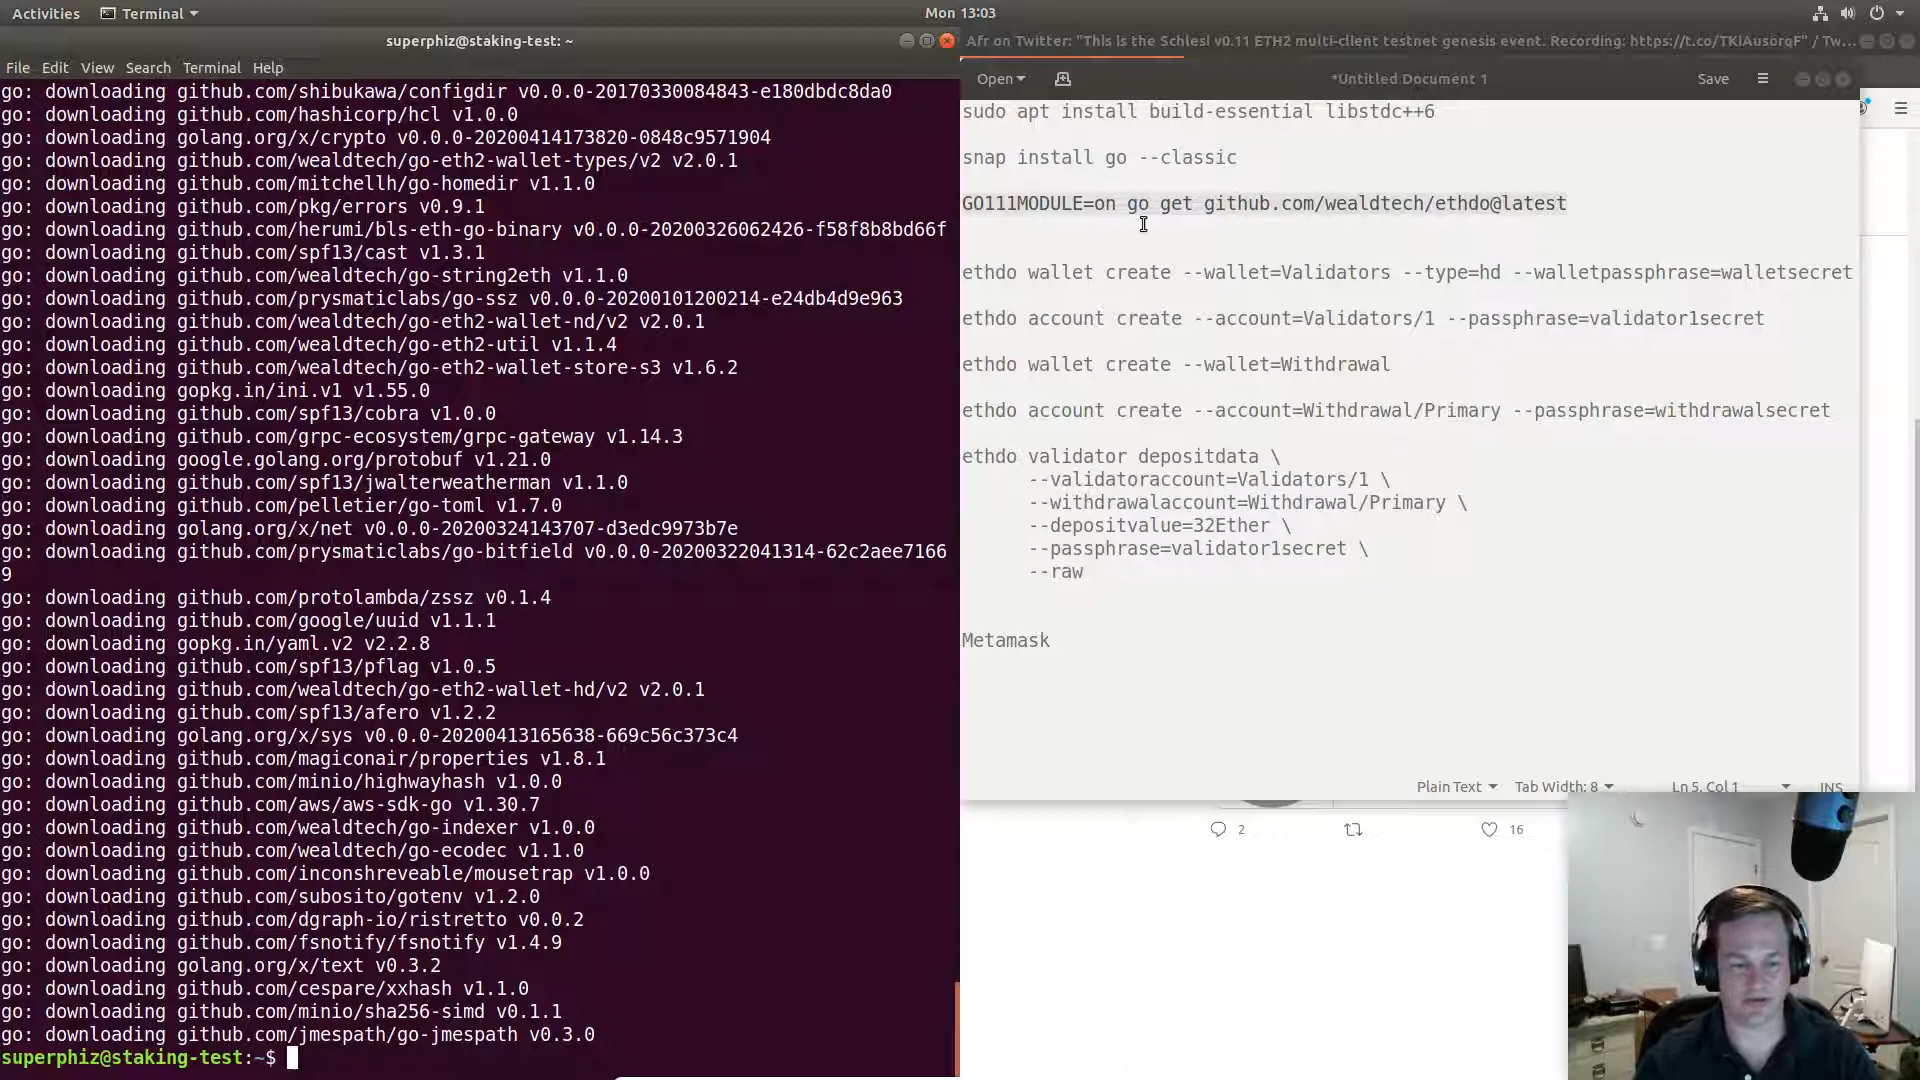 Activities
Terminal
Mon 13:03
superphiz@staking-test: ~
File Edit View Search Terminal Help
go: downloading github.com/shibukawa/configdir v0.0.0-20170330084843-e180dbdc8da0
go: downloading github.com/hashicorp/hcl v1.0.0
go: downloading golang.org/x/crypto v0.0.0-20200414173820-0848c9571904
go: downloading github.com/wealdtech/go-eth2-wallet-types/v2 v2.0.1
go: downloading github.com/mitchellh/go-homedir v1.1.0
go: downloading github.com/pkg/errors v0.9.1
go: downloading github.com/herumi/bls-eth-go-binary v0.0.0-20200326062426-f58f8b8bd66f
go: downloading github.com/spf13/cast v1.3.1
go: downloading github.com/wealdtech/go-string2eth v1.1.0
go: downloading github.com/prysmaticlabs/go-ssz v0.0.0-20200101200214-e24db4d9e963
go: downloading github.com/wealdtech/go-eth2-wallet-nd/v2 v2.0.1
go: downloading github.com/wealdtech/go-eth2-util v1.1.4
go: downloading github.com/wealdtech/go-eth2-wallet-store-s3 v1.6.2
go: downloading gopkg.in/ini.v1 v1.55.0
go: downloading github.com/spf13/cobra v1.0.0
go: downloading github.com/grpc-ecosystem/grpc-gateway v1.14.3
go: downloading google.golang.org/protobuf v1.21.0
go: downloading github.com/spf13/jwalterweatherman v1.1.0
go: downloading github.com/pelletier/go-toml v1.7.0
go: downloading golang.org/x/net v0.0.0-20200324143707-d3edc9973b7e
go: downloading github.com/prysmaticlabs/go-bitfield v0.0.0-20200322041314-62c2aee7166
9
go: downloading github.com/protolambda/zssz v0.1.4
go: downloading github.com/google/uuid v1.1.1
go: downloading gopkg.in/yaml.v2 v2.2.8
go: downloading github.com/spf13/pflag v1.0.5
go: downloading github.com/wealdtech/go-eth2-wallet-hd/v2 v2.0.1
go: downloading github.com/spf13/afero v1.2.2
go: downloading golang.org/x/sys v0.0.0-20200413165638-669c56c373c4
go: downloading github.com/magiconair/properties v1.8.1
go: downloading github.com/minio/highwayhash v1.0.0
go: downloading github.com/aws/aws-sdk-go v1.30.7
go: downloading github.com/wealdtech/go-indexer v1.0.0
go: downloading github.com/wealdtech/go-ecodec v1.1.0
go: downloading github.com/inconshreveable/mousetrap v1.0.0
go: downloading github.com/subosito/gotenv v1.2.0
go: downloading github.com/dgraph-io/ristretto v0.0.2
go: downloading github.com/fsnotify/fsnotify v1.4.9
go: downloading golang.org/x/text v0.3.2
go: downloading github.com/cespare/xxhash v1.1.0
go: downloading github.com/minio/sha256-simd v0.1.1
go: downloading github.com/jmespath/go-jmespath v0.3.0
superphiz@staking-test:~$
Afr on Twitter: "This is the Schlesi v0.11 ETH2 multi-client testnet genesis event. Recording: https://t.co/TKiAusorqF" / Tw...
Open
*Untitled Document 1
Save
sudo apt install build-essential libstdc++6
snap install go --classic
GO111MODULE=on go get github.com/wealdtech/ethdo@latest
ethdo wallet create --wallet=Validators --type=hd --walletpassphrase=walletsecret
ethdo account create --account=Validators/1 --passphrase=validator1secret
ethdo wallet create --wallet=Withdrawal
ethdo account create --account=Withdrawal/Primary --passphrase=withdrawalsecret
ethdo validator depositdata \
--validatoraccount=Validators/1 \
--withdrawalaccount=Withdrawal/Primary \
--depositvalue=32Ether \
--passphrase=validator1secret \
--raw
Metamask
Plain Text
Tab Width: 8
Ln 5, Col 1
INS
2
16